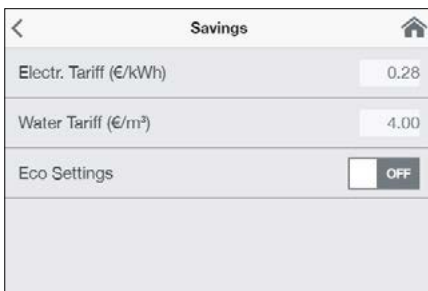 Savings
Electr. Tariff (€/kWh) 0.28
Water Tariff (€/m³) 4.00
Eco Settings OFF